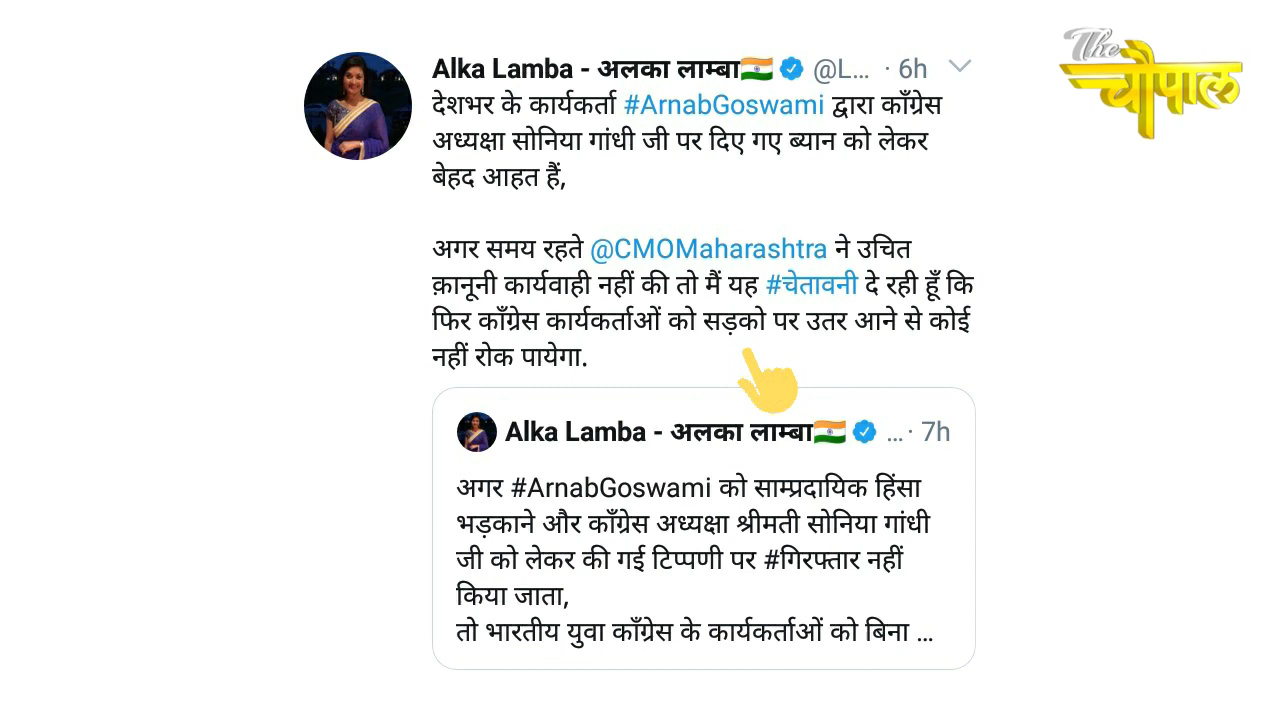 The चौपाल
Alka Lamba - अलका लाम्बा🇮🇳 @L... · 6h
देशभर के कार्यकर्ता #ArnabGoswami द्वारा काँग्रेस
अध्यक्षा सोनिया गांधी जी पर दिए गए ब्यान को लेकर
बेहद आहत हैं,
अगर समय रहते @CMOMaharashtra ने उचित
क़ानूनी कार्यवाही नहीं की तो मैं यह #चेतावनी दे रही हूँ कि
फिर काँग्रेस कार्यकर्ताओं को सड़को पर उतर आने से कोई
नहीं रोक पायेगा.
Alka Lamba - अलका लाम्बा🇮🇳 ... · 7h
अगर #ArnabGoswami को साम्प्रदायिक हिंसा
भड़काने और काँग्रेस अध्यक्षा श्रीमती सोनिया गांधी
जी को लेकर की गई टिप्पणी पर #गिरफ्तार नहीं
किया जाता,
तो भारतीय युवा काँग्रेस के कार्यकर्ताओं को बिना ...